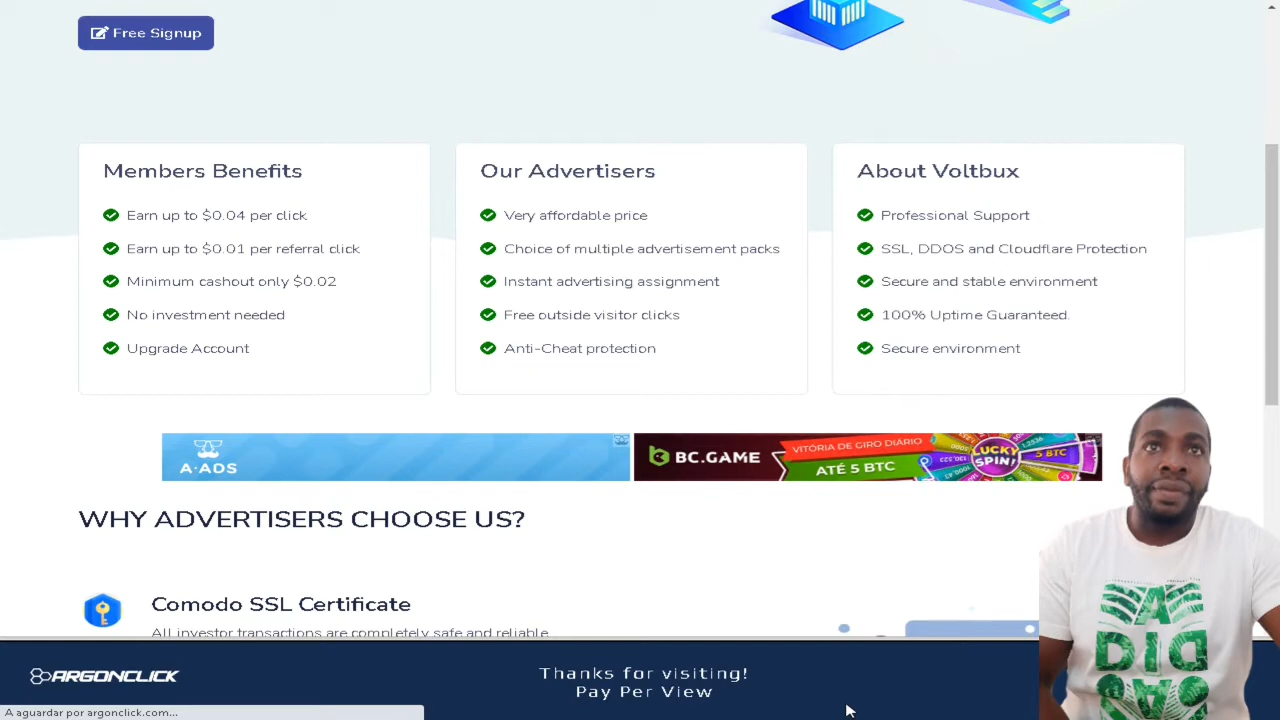 Free Signup
Members Benefits
Earn up to $0.04 per click
Earn up to $0.01 per referral click
Minimum cashout only $0.02
No investment needed
Upgrade Account
Our Advertisers
Very affordable price
Choice of multiple advertisement packs
Instant advertising assignment
Free outside visitor clicks
Anti-Cheat protection
About Voltbux
Professional Support
SSL, DDOS and Cloudflare Protection
Secure and stable environment
100% Uptime Guaranteed.
Secure environment
A-ADS
BC.GAME
VITÓRIA DE GIRO DIÁRIO
ATÉ 5 BTC
LUCKY
SPIN!
5 BTC
WHY ADVERTISERS CHOOSE US?
Comodo SSL Certificate
All investor transactions are completely safe and reliable
ARGONCLICK
Thanks for visiting!
Pay Per View
A aguardar por argonclick.com...